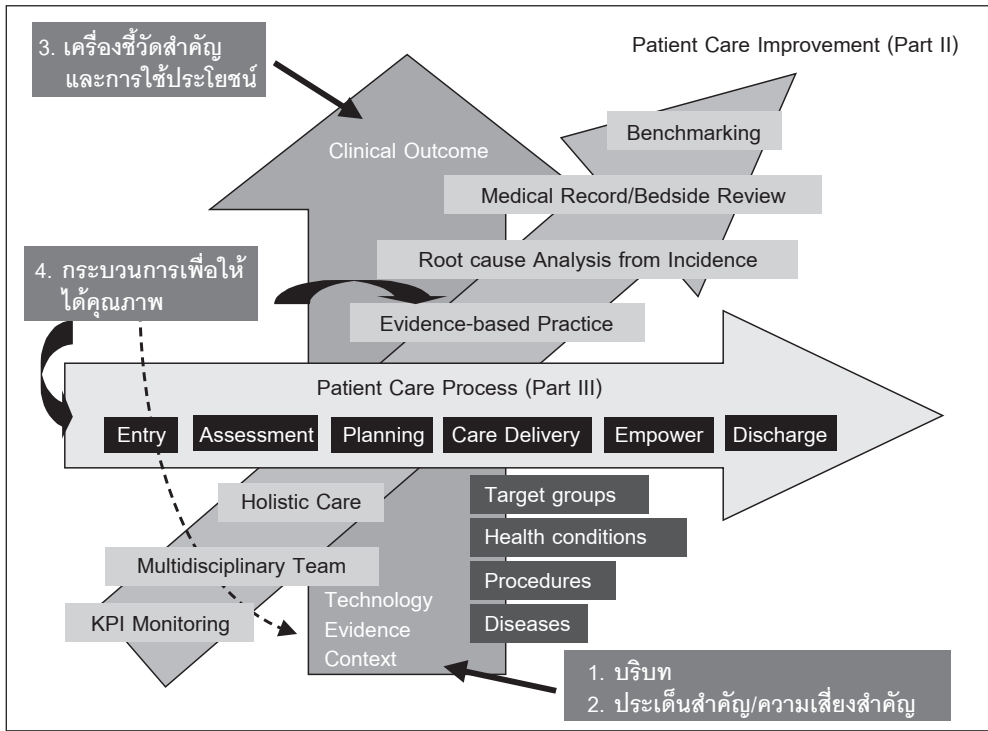 3. เครื่องชี้วัดสำคัญ
และการใช้ประโยชน์
Patient Care Improvement (Part II)
Benchmarking
Clinical Outcome
Medical Record/Bedside Review
Root cause Analysis from Incidence
4. กระบวนการเพื่อให้
ได้คุณภาพ
Evidence-based Practice
Patient Care Process (Part III)
Entry
Assessment
Planning
Care Delivery
Empower
Discharge
Holistic Care
Target groups
Health conditions
Multidisciplinary Team
Procedures
KPI Monitoring
Technology
Evidence
Context
Diseases
1. บริบท
2. ประเด็นสำคัญ/ความเสี่ยงสำคัญ